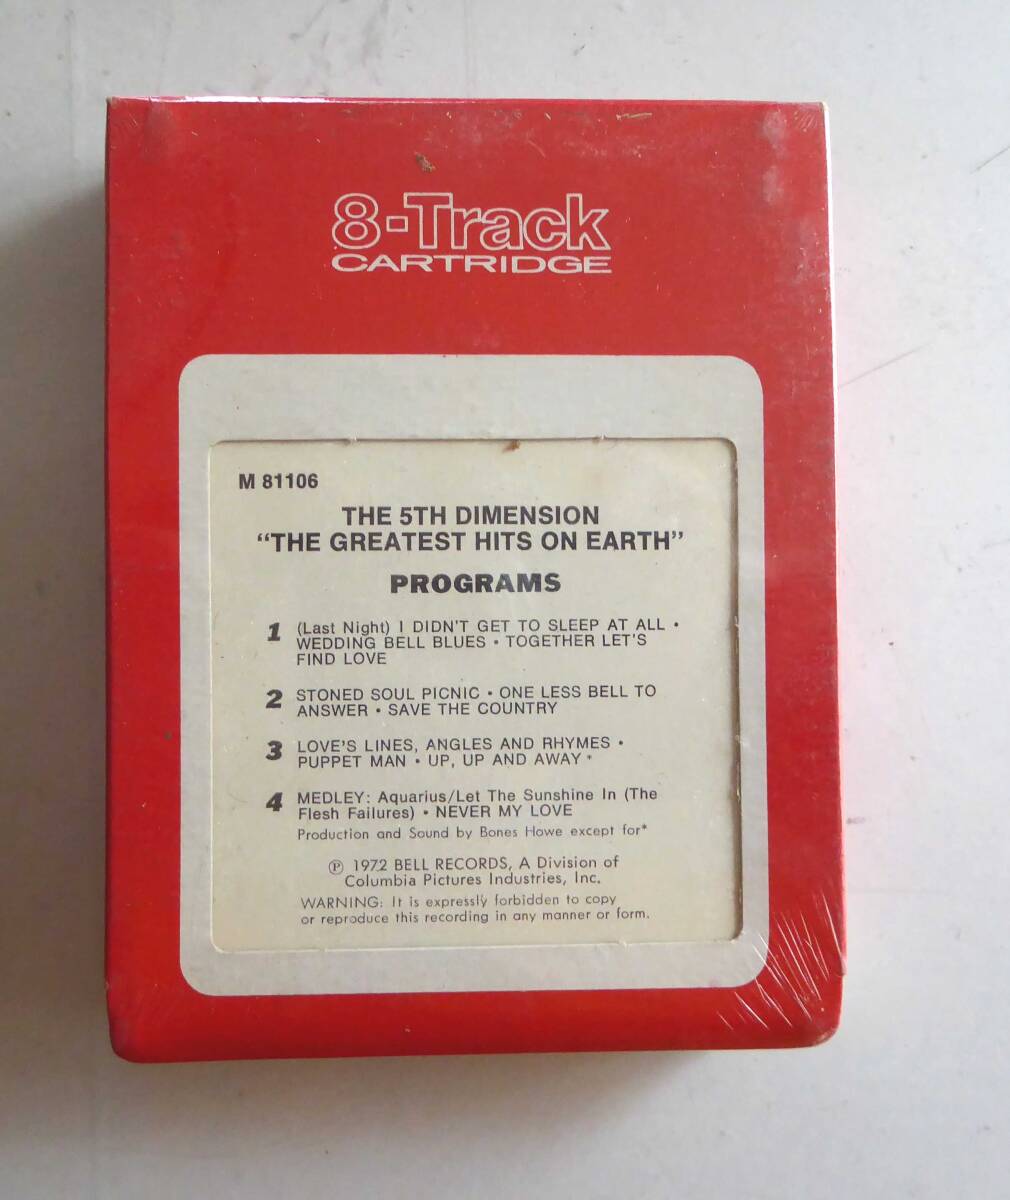 8-Track
CARTRIDGE
M 81106
THE 5TH DIMENSION
“THE GREATEST HITS ON EARTH”
PROGRAMS
1 (Last Night) I DIDN'T GET TO SLEEP AT ALL •
WEDDING BELL BLUES • TOGETHER LET'S
FIND LOVE
2 STONED SOUL PICNIC • ONE LESS BELL TO
ANSWER • SAVE THE COUNTRY
3 LOVE'S LINES, ANGLES AND RHYMES •
PUPPET MAN • UP, UP AND AWAY *
4 MEDLEY: Aquarius/Let The Sunshine In (The
Flesh Failures) • NEVER MY LOVE
Production and Sound by Bones Howe except for*
Ⓟ 1972 BELL RECORDS, A Division of
Columbia Pictures Industries, Inc.
WARNING: It is expressly forbidden to copy
or reproduce this recording in any manner or form.